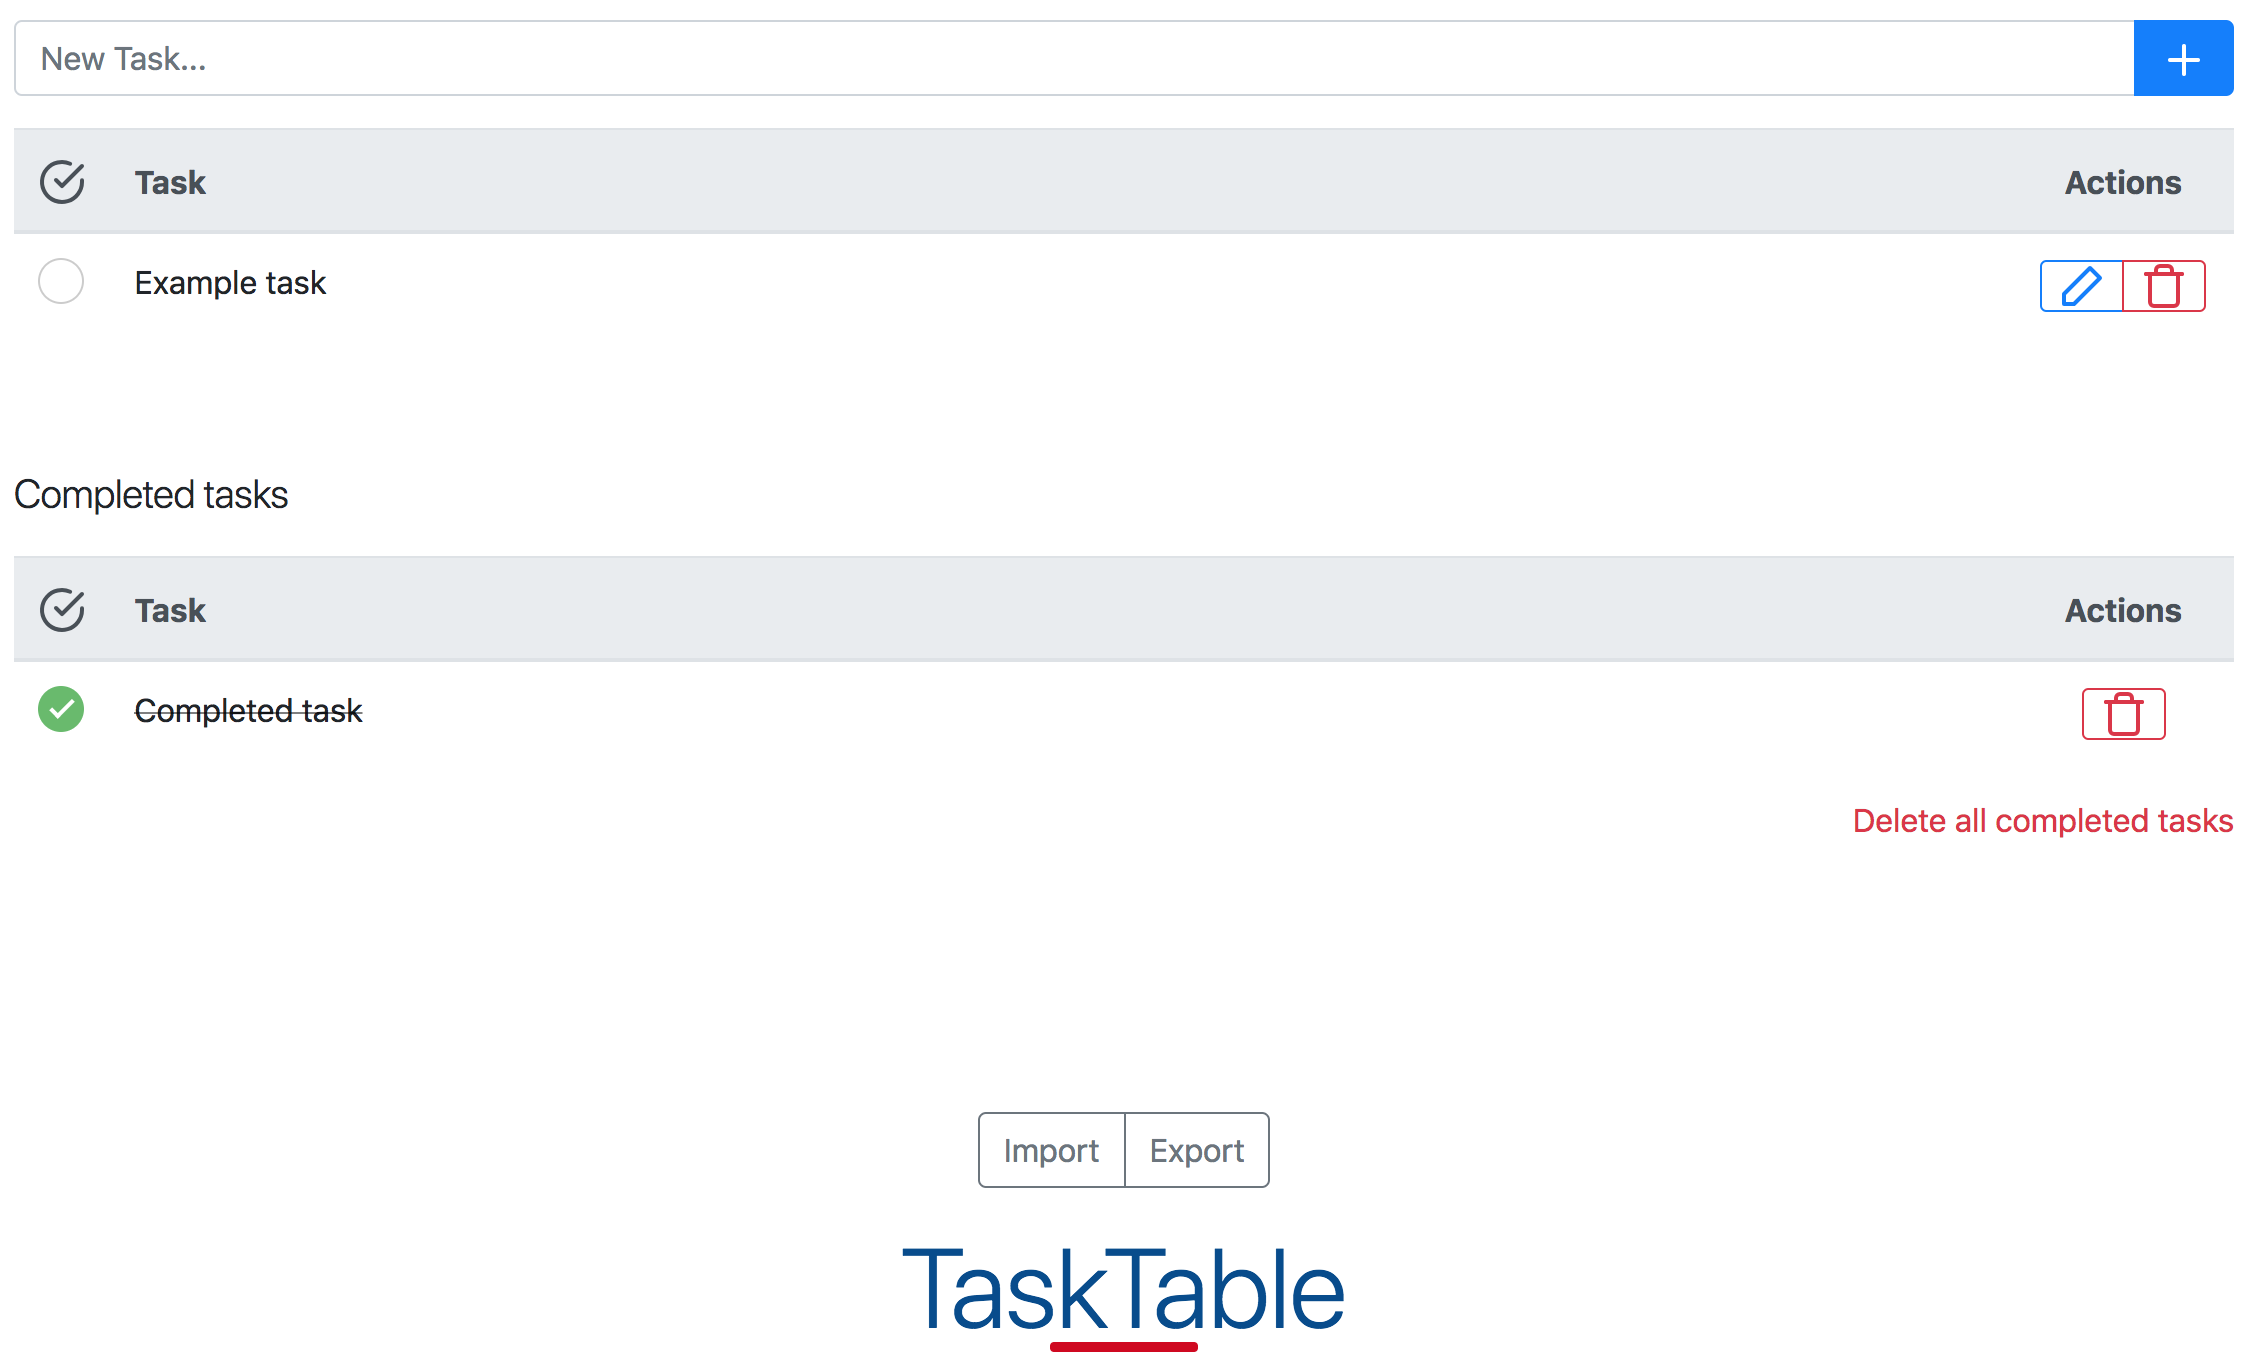 New Task...
Task Actions
Example task
Completed tasks
Task Actions
Completed task
Delete all completed tasks
Import Export
TaskTable